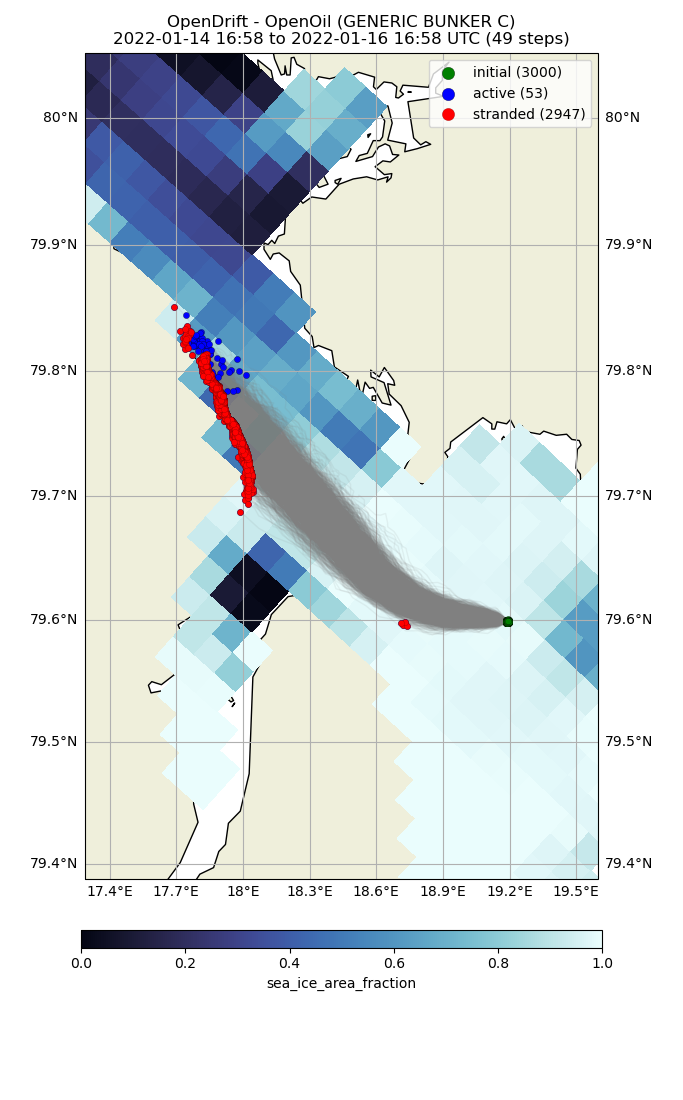 OpenDrift - OpenOil (GENERIC BUNKER C)
2022-01-14 16:58 to 2022-01-16 16:58 UTC (49 steps)
initial (3000)
active (53)
stranded (2947)
80°N 80°N
79.9°N 79.9°N
79.8°N 79.8°N
79.7°N 79.7°N
79.6°N 79.6°N
79.5°N 79.5°N
79.4°N 79.4°N
17.4°E 17.7°E 18°E 18.3°E 18.6°E 18.9°E 19.2°E 19.5°E
0.0 0.2 0.4 0.6 0.8 1.0
sea_ice_area_fraction